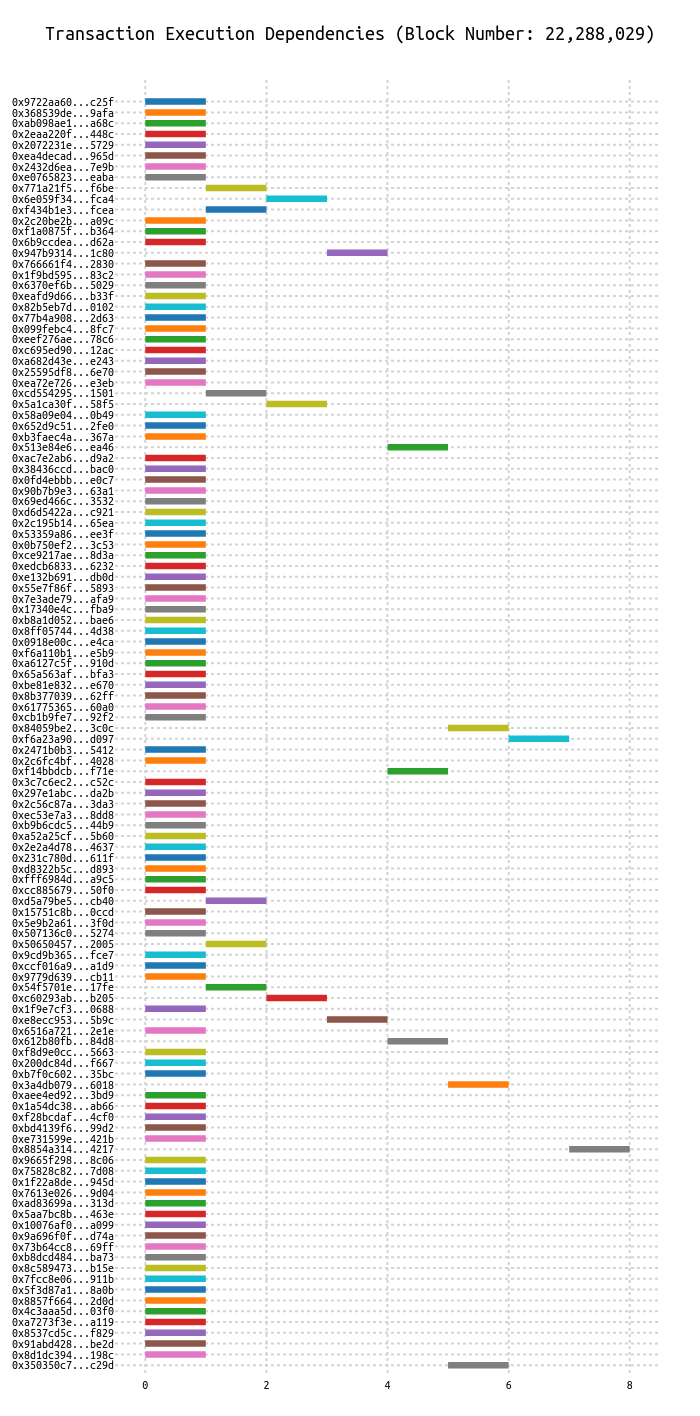 Transaction Execution Dependencies (Block Number: 22,288,029)
0x9722aa60...c25f
0x368539de...9afa
0xab098ae1...a68c
0x2eaa220f...448c
0x2072231e...5729
0xea4decad...965d
0x2432d6ea...7e9b
0xe0765823...eaba
0x771a21f5...f6be
0x6e059f34...fca4
0xf434b1e3...fcea
0x2c20be2b...a09c
0xf1a0875f...b364
0x6b9ccdea...d62a
0x947b9314...1c80
0x766661f4...2830
0x1f9bd595...83c2
0x6370ef6b...5029
0xeafd9d66...b33f
0x82b5eb7d...0102
0x77b4a908...2d63
0x099febc4...8fc7
0xeef276ae...78c6
0xc695ed90...12ac
0xa682d43e...e243
0x25595df8...6e70
0xea72e726...e3eb
0xcd554295...1501
0x5a1ca30f...58f5
0x58a09e04...0b49
0x652d9c51...2fe0
0xb3faec4a...367a
0x513e84e6...ea46
0xac7e2ab6...d9a2
0x38436ccd...bac0
0x0fd4ebbb...e0c7
0x90b7b9e3...63a1
0x69ed466c...3532
0xd6d5422a...c921
0x2c195b14...65ea
0x53359a86...ee3f
0x0b750ef2...3c53
0xce9217ae...8d3a
0xedcb6833...6232
0xe132b691...db0d
0x55e7f86f...5893
0x7e3ade79...afa9
0x17340e4c...fba9
0xb8a1d052...bae6
0x8ff05744...4d38
0x0918e00c...e4ca
0xf6a110b1...e5b9
0xa6127c5f...910d
0x65a563af...bfa3
0xbe81e832...e670
0x8b377039...62ff
0x61775365...60a0
0xcb1b9fe7...92f2
0x84059be2...3c0c
0xf6a23a90...d097
0x2471b0b3...5412
0x2c6fc4bf...4028
0xf14bbdcb...f71e
0x3c7c6ec2...c52c
0x297e1abc...da2b
0x2c56c87a...3da3
0xec53e7a3...8dd8
0xb9b6cdc5...44b9
0xa52a25cf...5b60
0x2e2a4d78...4637
0x231c780d...611f
0xd8322b5c...d893
0xfff6984d...a9c5
0xcc885679...50f0
0xd5a79be5...cb40
0x15751c8b...0ccd
0x5e9b2a61...3f0d
0x507136c0...5274
0x50650457...2005
0x9cd9b365...fce7
0xccf016a9...a1d9
0x9779d639...cb11
0x54f5701e...17fe
0xc60293ab...b205
0x1f9e7cf3...0688
0xe8ecc953...5b9c
0x6516a721...2e1e
0x612b80fb...84d8
0xf8d9e0cc...5663
0x200dc84d...f667
0xb7f0c602...35bc
0x3a4db079...6018
0xaee4ed92...3bd9
0x1a54dc38...ab66
0xf28bcdaf...4cf0
0xbd4139f6...99d2
0xe731599e...421b
0x8854a314...4217
0x9665f298...8c06
0x75828c82...7d08
0x1f22a8de...945d
0x7613e026...9d04
0xad83699a...313d
0x5aa7bc8b...463e
0x10076af0...a099
0x9a696f0f...d74a
0x73b64cc8...69ff
0xb8dcd484...ba73
0x8c589473...b15e
0x7fcc8e06...911b
0x5f3d87a1...8a0b
0x8857f664...2d0d
0x4c3aaa5d...03f0
0xa7273f3e...a119
0x8537cd5c...f829
0x91abd428...be2d
0x8d1dc394...198c
0x350350c7...c29d
0 2 4 6 8